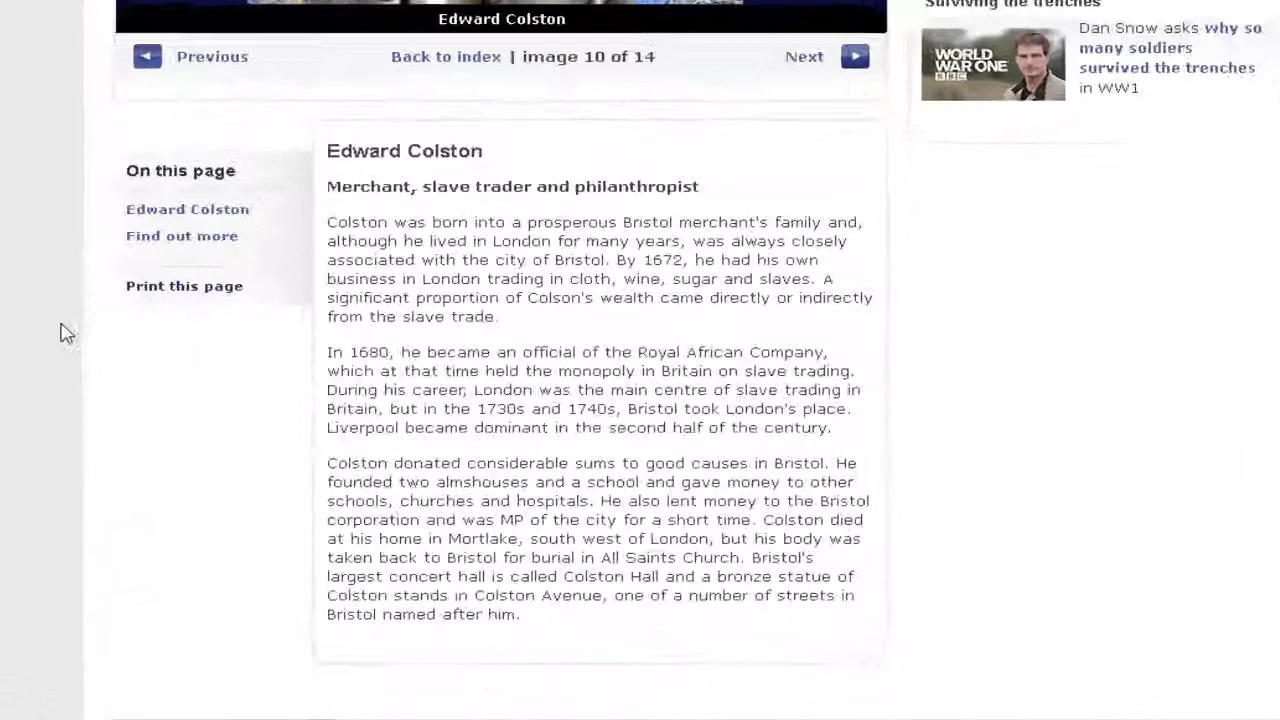 Edward Colston
Previous
Back to index | image 10 of 14
Next
On this page
Edward Colston
Find out more
Print this page
Edward Colston
Merchant, slave trader and philanthropist
Colston was born into a prosperous Bristol merchant's family and,
although he lived in London for many years, was always closely
associated with the city of Bristol. By 1672, he had his own
business in London trading in cloth, wine, sugar and slaves. A
significant proportion of Colson's wealth came directly or indirectly
from the slave trade.
In 1680, he became an official of the Royal African Company,
which at that time held the monopoly in Britain on slave trading.
During his career, London was the main centre of slave trading in
Britain, but in the 1730s and 1740s, Bristol took London's place.
Liverpool became dominant in the second half of the century.
Colston donated considerable sums to good causes in Bristol. He
founded two almshouses and a school and gave money to other
schools, churches and hospitals. He also lent money to the Bristol
corporation and was MP of the city for a short time. Colston died
at his home in Mortlake, south west of London, but his body was
taken back to Bristol for burial in All Saints Church. Bristol's
largest concert hall is called Colston Hall and a bronze statue of
Colston stands in Colston Avenue, one of a number of streets in
Bristol named after him.
Surviving the trenches
WORLD
WAR ONE
BBC
Dan Snow asks why so
many soldiers
survived the trenches
in WW1